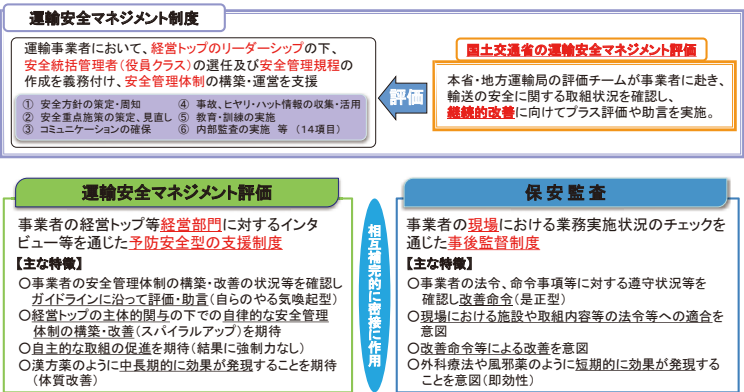 運輸安全マネジメント制度
運輸事業者において、経営トップのリーダーシップの下、
安全統括管理者(役員クラス)の選任及び安全管理規程の
作成を義務付け、安全管理体制の構築・運営を支援
① 安全方針の策定・周知
② 安全重点施策の策定、見直し
③ コミュニケーションの確保
④ 事故、ヒヤリ・ハット情報の収集・活用
⑤ 教育・訓練の実施
⑥ 内部監査の実施 等 (14項目)
評価
国土交通省の運輸安全マネジメント評価
本省・地方運輸局の評価チームが事業者に赴き、
輸送の安全に関する取組状況を確認し、
継続的改善に向けてプラス評価や助言を実施。
運輸安全マネジメント評価
事業者の経営トップ等経営部門に対するインタ
ビュー等を通じた予防安全型の支援制度
【主な特徴】
○事業者の安全管理体制の構築・改善の状況等を確認し
ガイドラインに沿って評価・助言(自らのやる気喚起型)
○経営トップの主体的関与の下での自律的な安全管理
体制の構築・改善(スパイラルアップ)を期待
○自主的な取組の促進を期待(結果に強制力なし)
○漢方薬のように中長期的に効果が発現することを期待
(体質改善)
相互補完的に密接に作用
保安監査
事業者の現場における業務実施状況のチェックを
通じた事後監督制度
【主な特徴】
○事業者の法令、命令事項等に対する遵守状況等を
確認し改善命令(是正型)
○現場における施設や取組内容等の法令等への適合を
意図
○改善命令等による改善を意図
○外科療法や風邪薬のように短期的に効果が発現する
ことを意図(即効性)